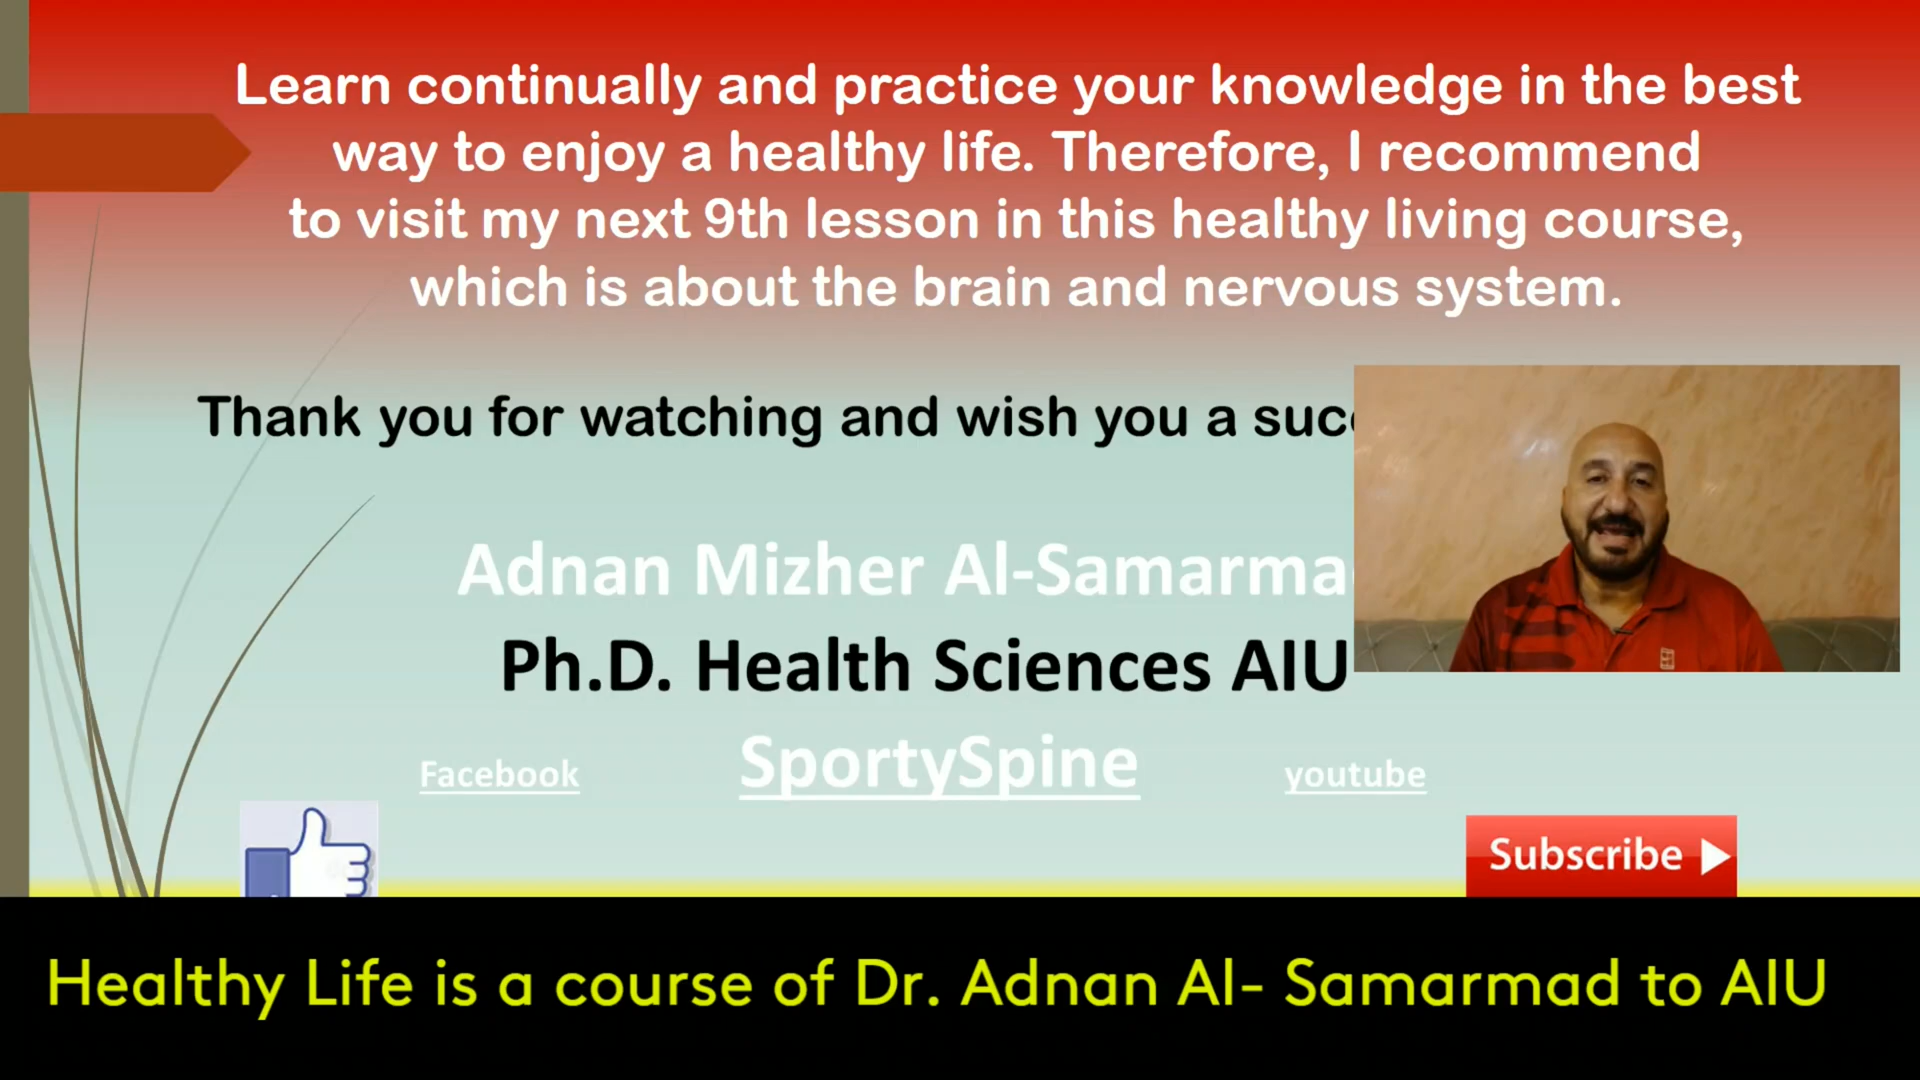 Learn continually and practice your knowledge in the best
way to enjoy a healthy life. Therefore, I recommend
to visit my next 9th lesson in this healthy living course,
which is about the brain and nervous system.
Thank you for watching and wish you a
Adnan Mizher
Ph.D. Health Sciences AIU
Facebook SportySpine youtube
Subscribe
Healthy Life is a course of Dr. Adnan Al- Samarmad to AIU